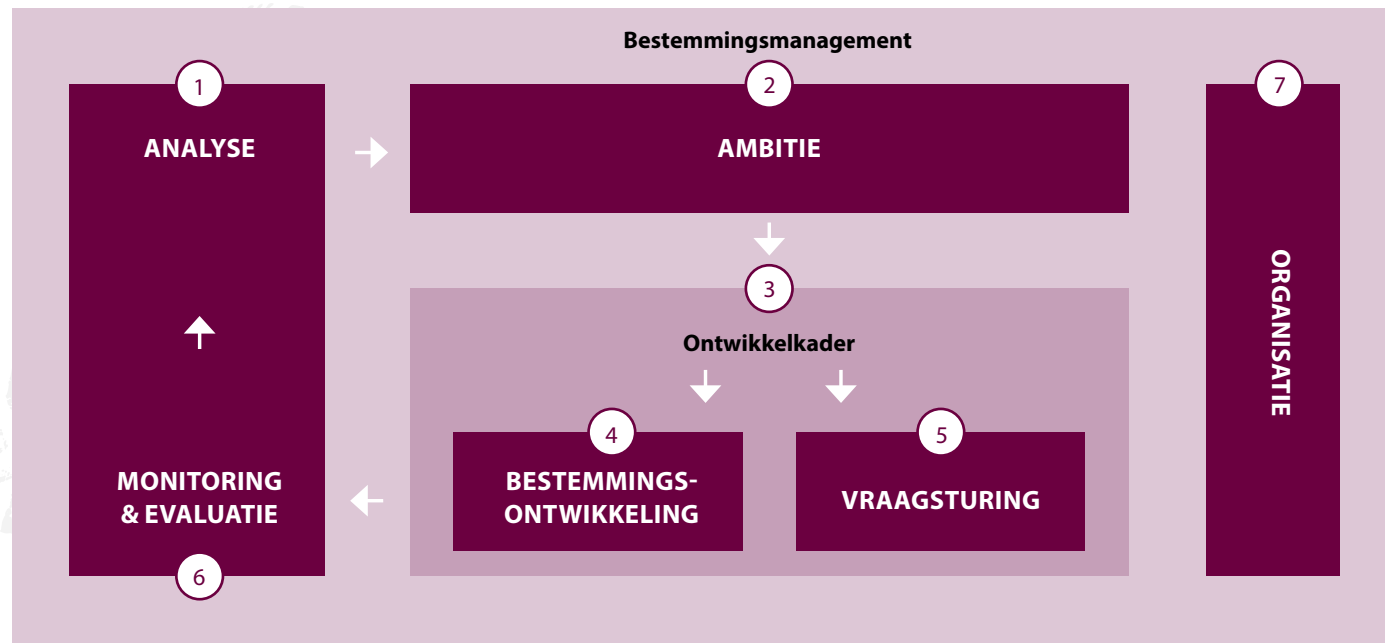 Bestemmingsmanagement
1
ANALYSE
2
AMBITIE
3
Ontwikkelkader
4
BESTEMMINGS-
ONTWIKKELING
5
VRAAGSTURING
MONITORING
& EVALUATIE
6
7
ORGANISATIE